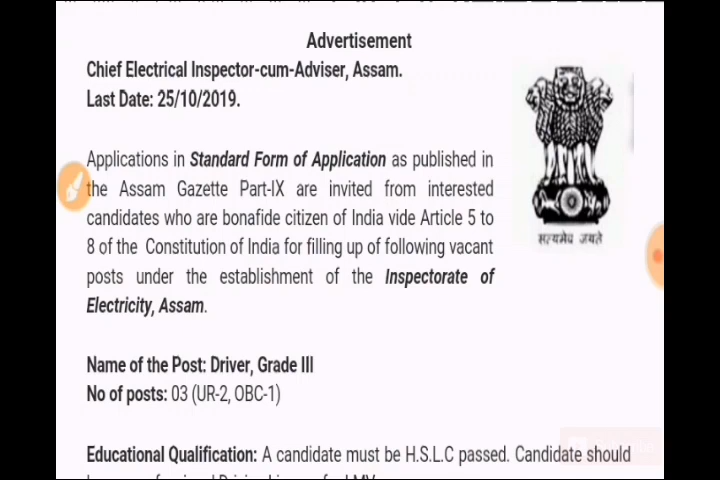 Advertisement
Chief Electrical Inspector-cum-Adviser, Assam.
Last Date: 25/10/2019.
Applications in Standard Form of Application as published in
the Assam Gazette Part-IX are invited from interested
candidates who are bonafide citizen of India vide Article 5 to
8 of the Constitution of India for filling up of following vacant
posts under the establishment of the Inspectorate of
Electricity, Assam.
सत्यमेव जयते
Name of the Post: Driver, Grade III
No of posts: 03 (UR-2, OBC-1)
Educational Qualification: A candidate must be H.S.L.C passed. Candidate should